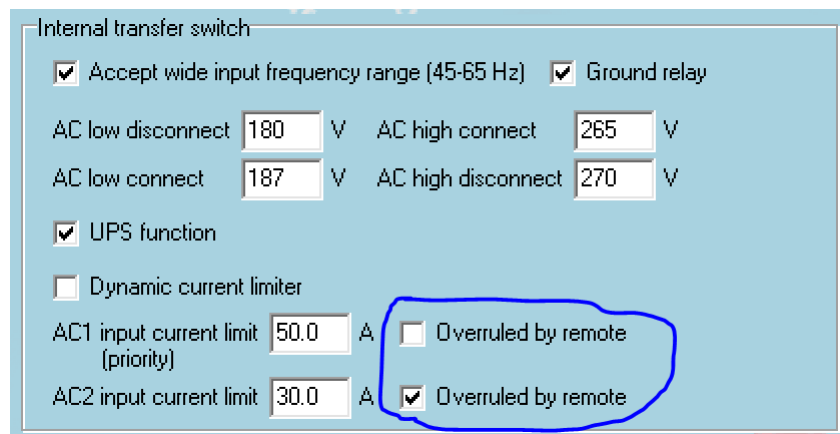 Internal transfer switch
Accept wide input frequency range (45-65 Hz) Ground relay
AC low disconnect 180 V AC high connect 265 V
AC low connect 187 V AC high disconnect 270 V
UPS function
Dynamic current limiter
AC1 input current limit 50.0 A Overruled by remote
(priority)
AC2 input current limit 30.0 A Overruled by remote